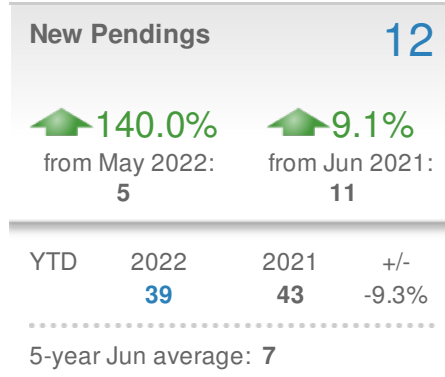 New Pendings 12
140.0% 9.1%
from May 2022: from Jun 2021:
5 11
YTD 2022 2021 +/-
39 43 -9.3%
5-year Jun average: 7